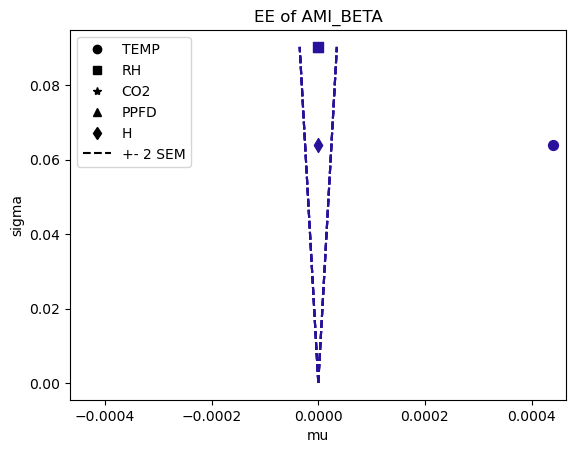 EE of AMI_BETA
TEMP
RH
CO2
PPFD
H
+- 2 SEM
sigma
0.08
0.06
0.04
0.02
0.00
−0.0004
−0.0002
0.0000
0.0002
0.0004
mu